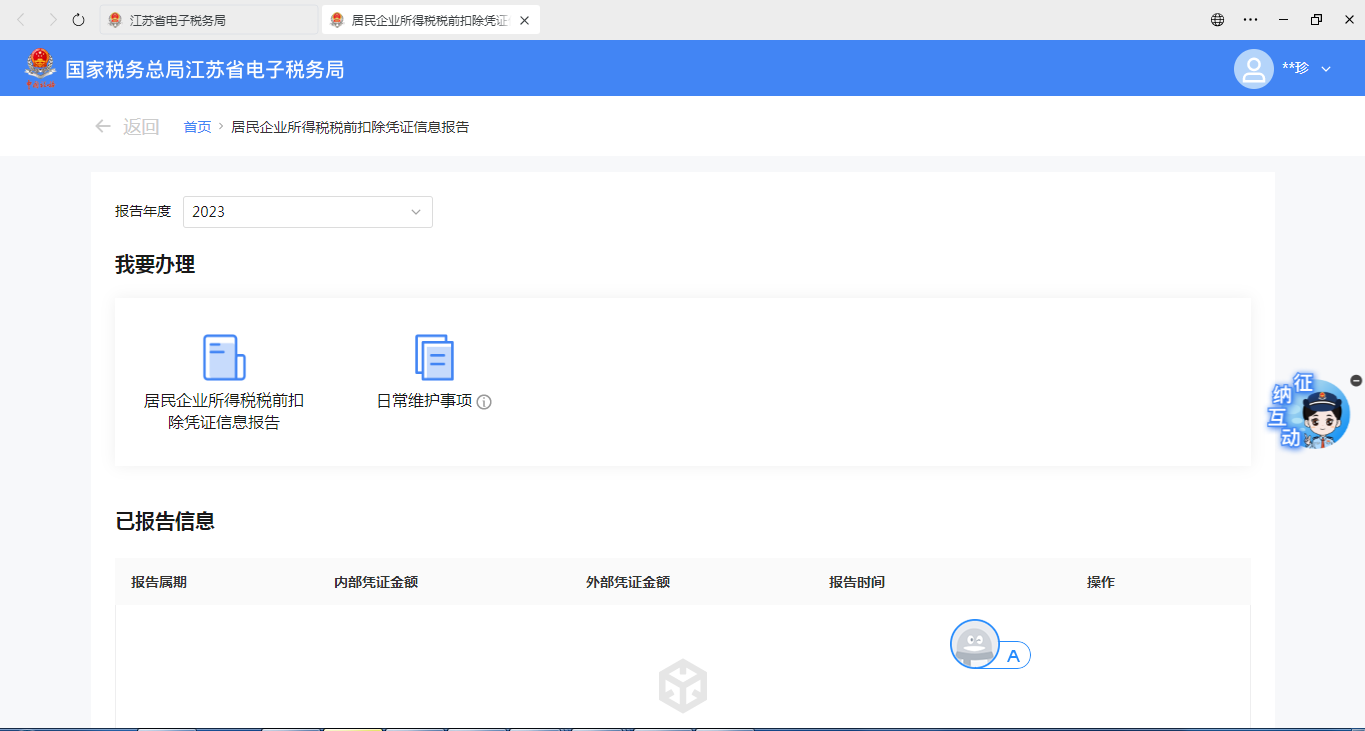 江苏省电子税务局
居民企业所得税税前扣除凭证
国家税务总局江苏省电子税务局
**珍
返回 首页 > 居民企业所得税税前扣除凭证信息报告
报告年度 2023
我要办理
居民企业所得税税前扣
除凭证信息报告
日常维护事项
征纳互动
已报告信息
报告属期 内部凭证金额 外部凭证金额 报告时间 操作
A